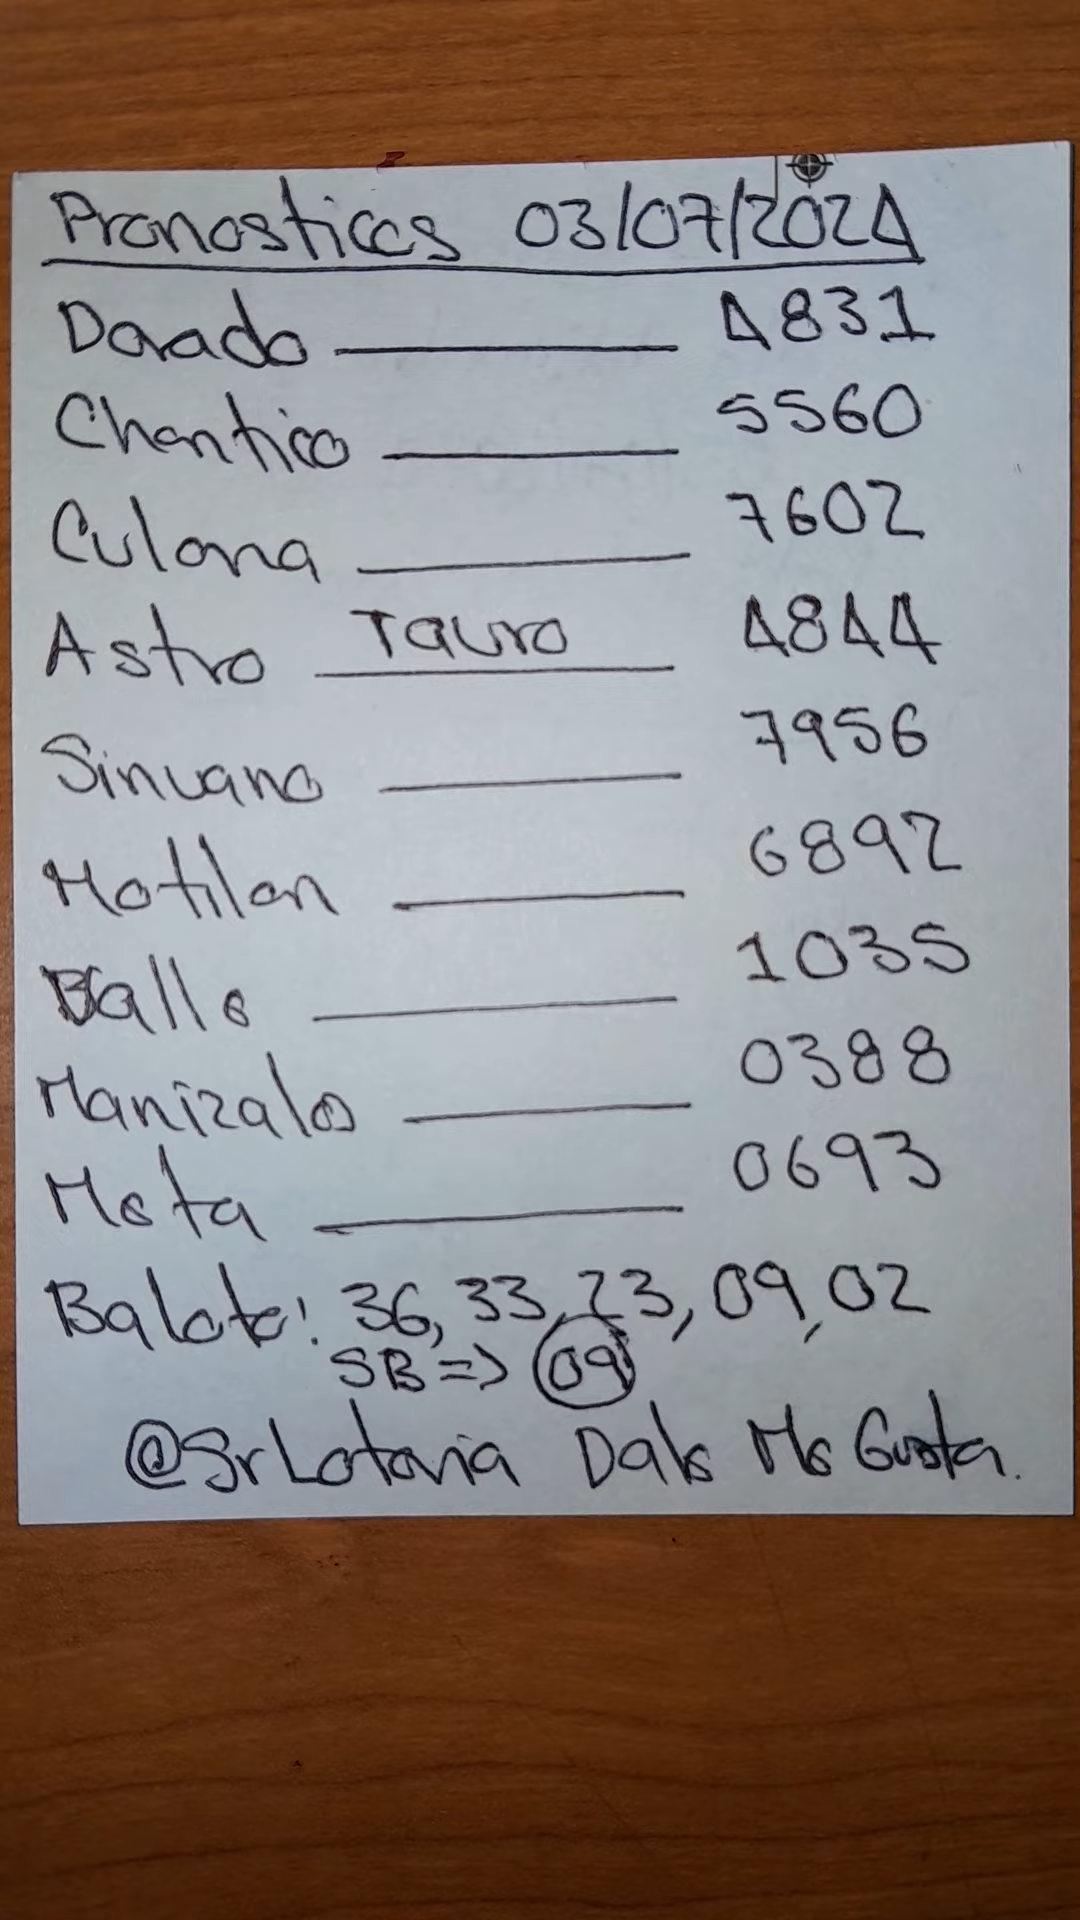 Pronosticos 03/07/2024
Dorado 4831
Chontico 5560
Culona 7602
Astro Tauro 4844
Sinuano 7956
Motilon 6892
Valle 1035
Manizales 0388
Meta 0693
Baloto: 36, 33, 23, 09, 02
SB => 09
@SrLoteria Dale Me Gusta.